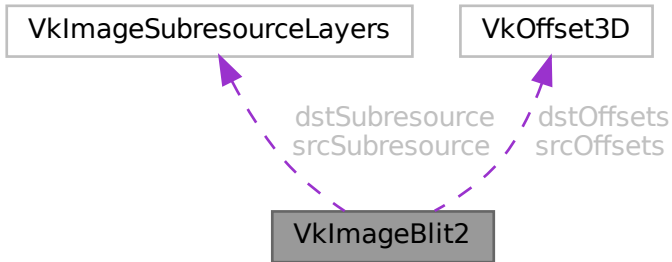 VkImageSubresourceLayers
VkOffset3D
dstSubresource
srcSubresource
dstOffsets
srcOffsets
VkImageBlit2